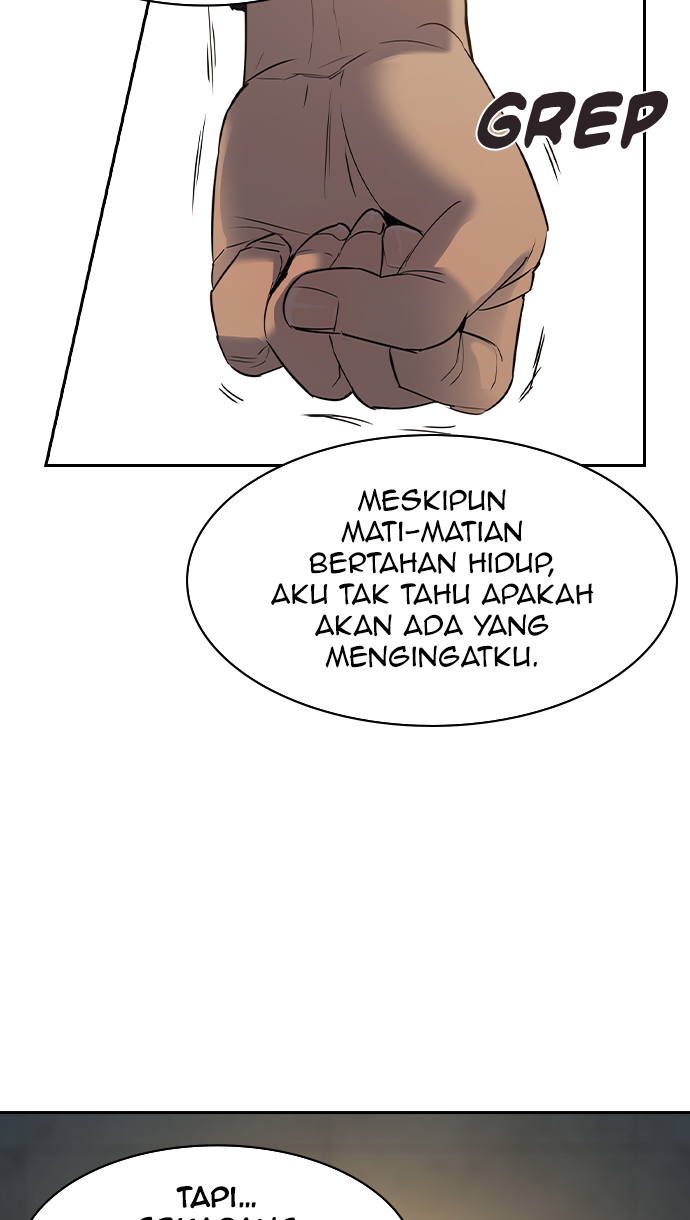 GREP
MESKIPUN
MATI-MATIAN
BERTAHAN HIDUP,
AKU TAK TAHU APAKAH
AKAN ADA YANG
MENGINGATKU.
TAPI...